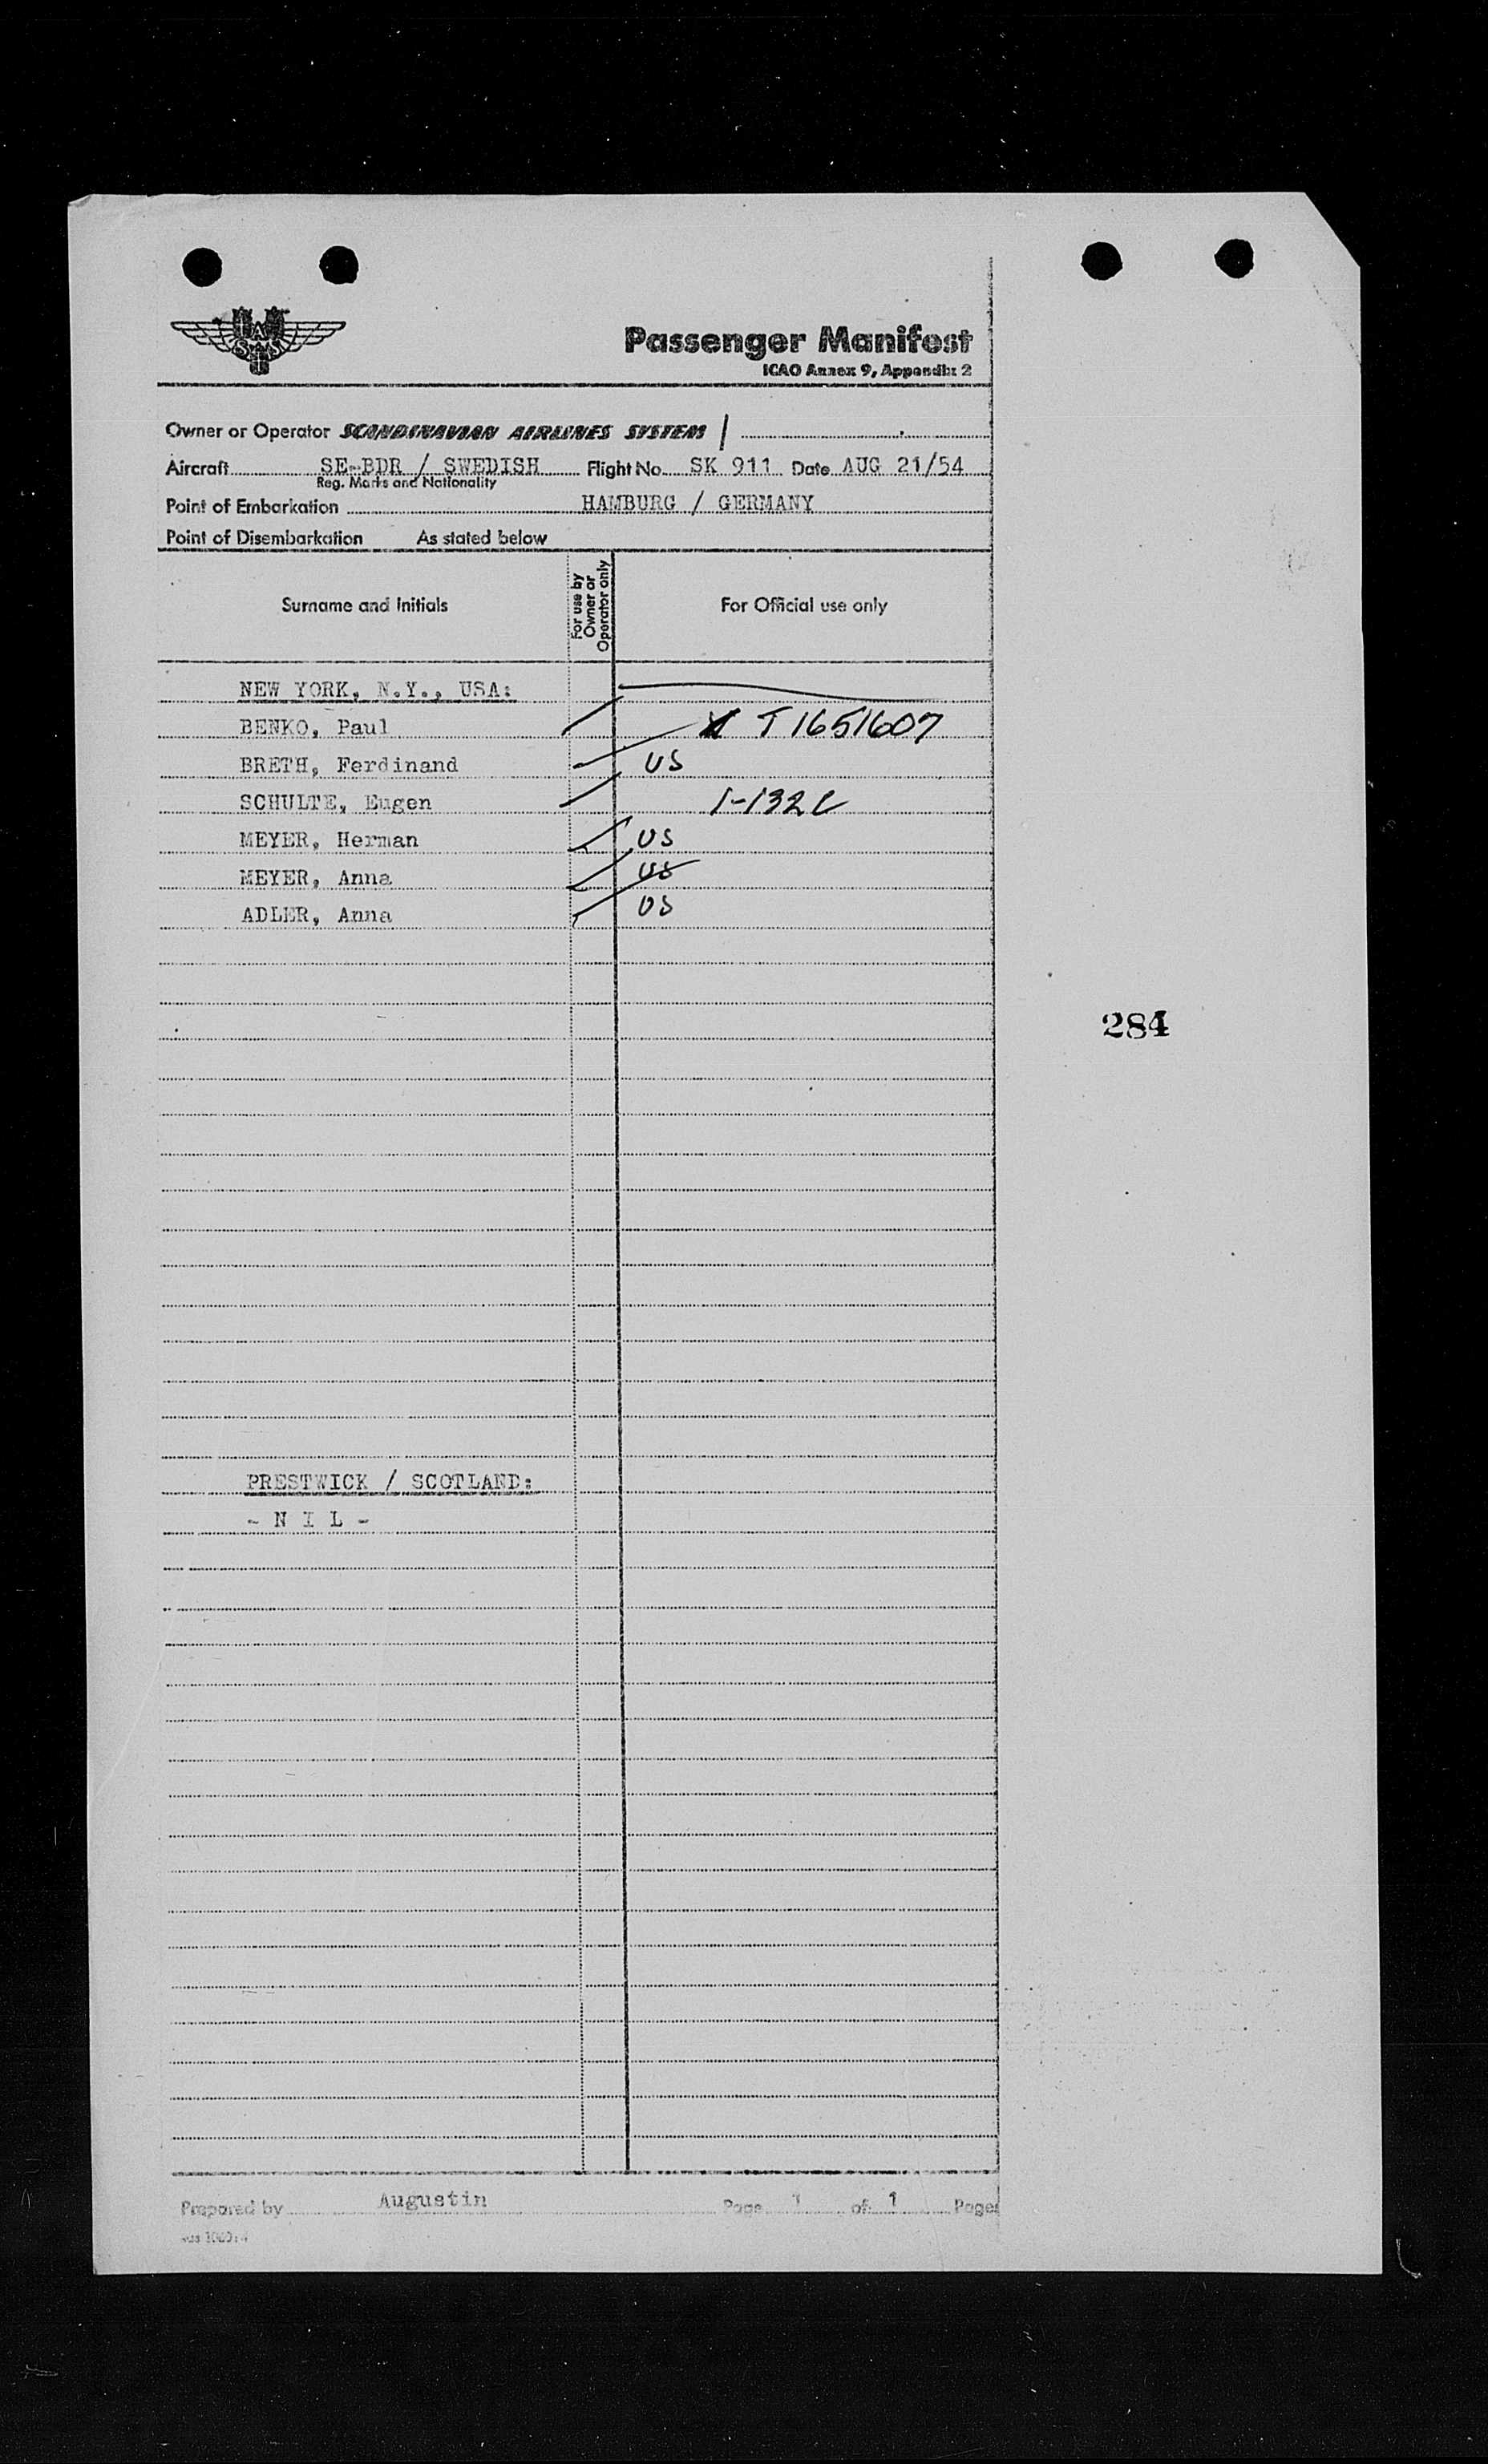 SAS
Passenger Manifest
ICAO Annex 9, Appendix 2
Owner or Operator SCANDINAVIAN AIRLINES SYSTEM
Aircraft SE-BDR / SWEDISH Flight No. SK 911 Date AUG 21/54
Reg. Marks and Nationality
Point of Embarkation HAMBURG / GERMANY
Point of Disembarkation As stated below
Surname and Initials
For use by
Owner or
Operator only
For Official use only
NEW YORK, N.Y., USA:
BENKO, Paul T1651607
BRETH, Ferdinand US
SCHULTE, Eugen 1-132C
MEYER, Herman US
MEYER, Anna US
ADLER, Anna US
284
PRESTWICK / SCOTLAND:
- N I L -
Prepared by Augustin Page 1 of 1 Pages